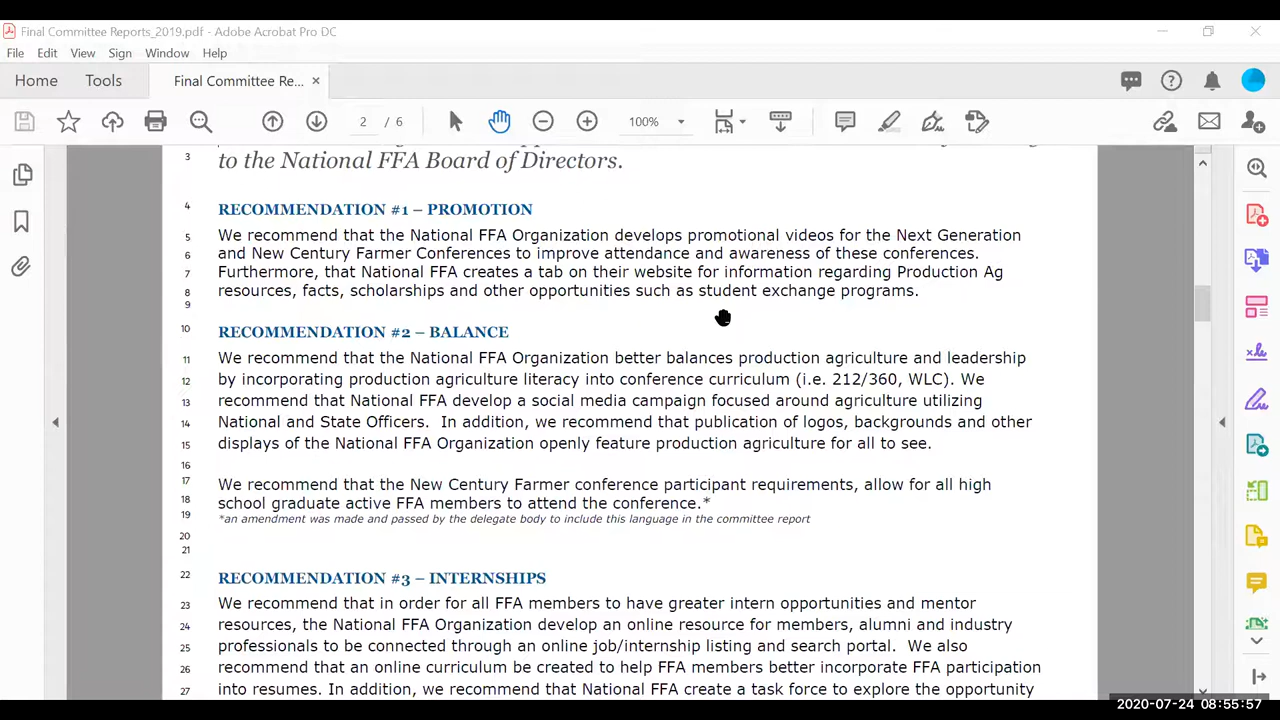 Final Committee Reports_2019.pdf - Adobe Acrobat Pro DC
File Edit View Sign Window Help
Home Tools Final Committee Re... ×
2 / 6 100%
3 to the National FFA Board of Directors.
4 RECOMMENDATION #1 – PROMOTION
5 We recommend that the National FFA Organization develops promotional videos for the Next Generation
6 and New Century Farmer Conferences to improve attendance and awareness of these conferences.
7 Furthermore, that National FFA creates a tab on their website for information regarding Production Ag
8 resources, facts, scholarships and other opportunities such as student exchange programs.
9
10 RECOMMENDATION #2 – BALANCE
11 We recommend that the National FFA Organization better balances production agriculture and leadership
12 by incorporating production agriculture literacy into conference curriculum (i.e. 212/360, WLC). We
13 recommend that National FFA develop a social media campaign focused around agriculture utilizing
14 National and State Officers.  In addition, we recommend that publication of logos, backgrounds and other
15 displays of the National FFA Organization openly feature production agriculture for all to see.
16
17 We recommend that the New Century Farmer conference participant requirements, allow for all high
18 school graduate active FFA members to attend the conference.*
19 *an amendment was made and passed by the delegate body to include this language in the committee report
20
21
22 RECOMMENDATION #3 – INTERNSHIPS
23 We recommend that in order for all FFA members to have greater intern opportunities and mentor
24 resources, the National FFA Organization develop an online resource for members, alumni and industry
25 professionals to be connected through an online job/internship listing and search portal.  We also
26 recommend that an online curriculum be created to help FFA members better incorporate FFA participation
27 into resumes. In addition, we recommend that National FFA create a task force to explore the opportunity
2020-07-24 08:55:57